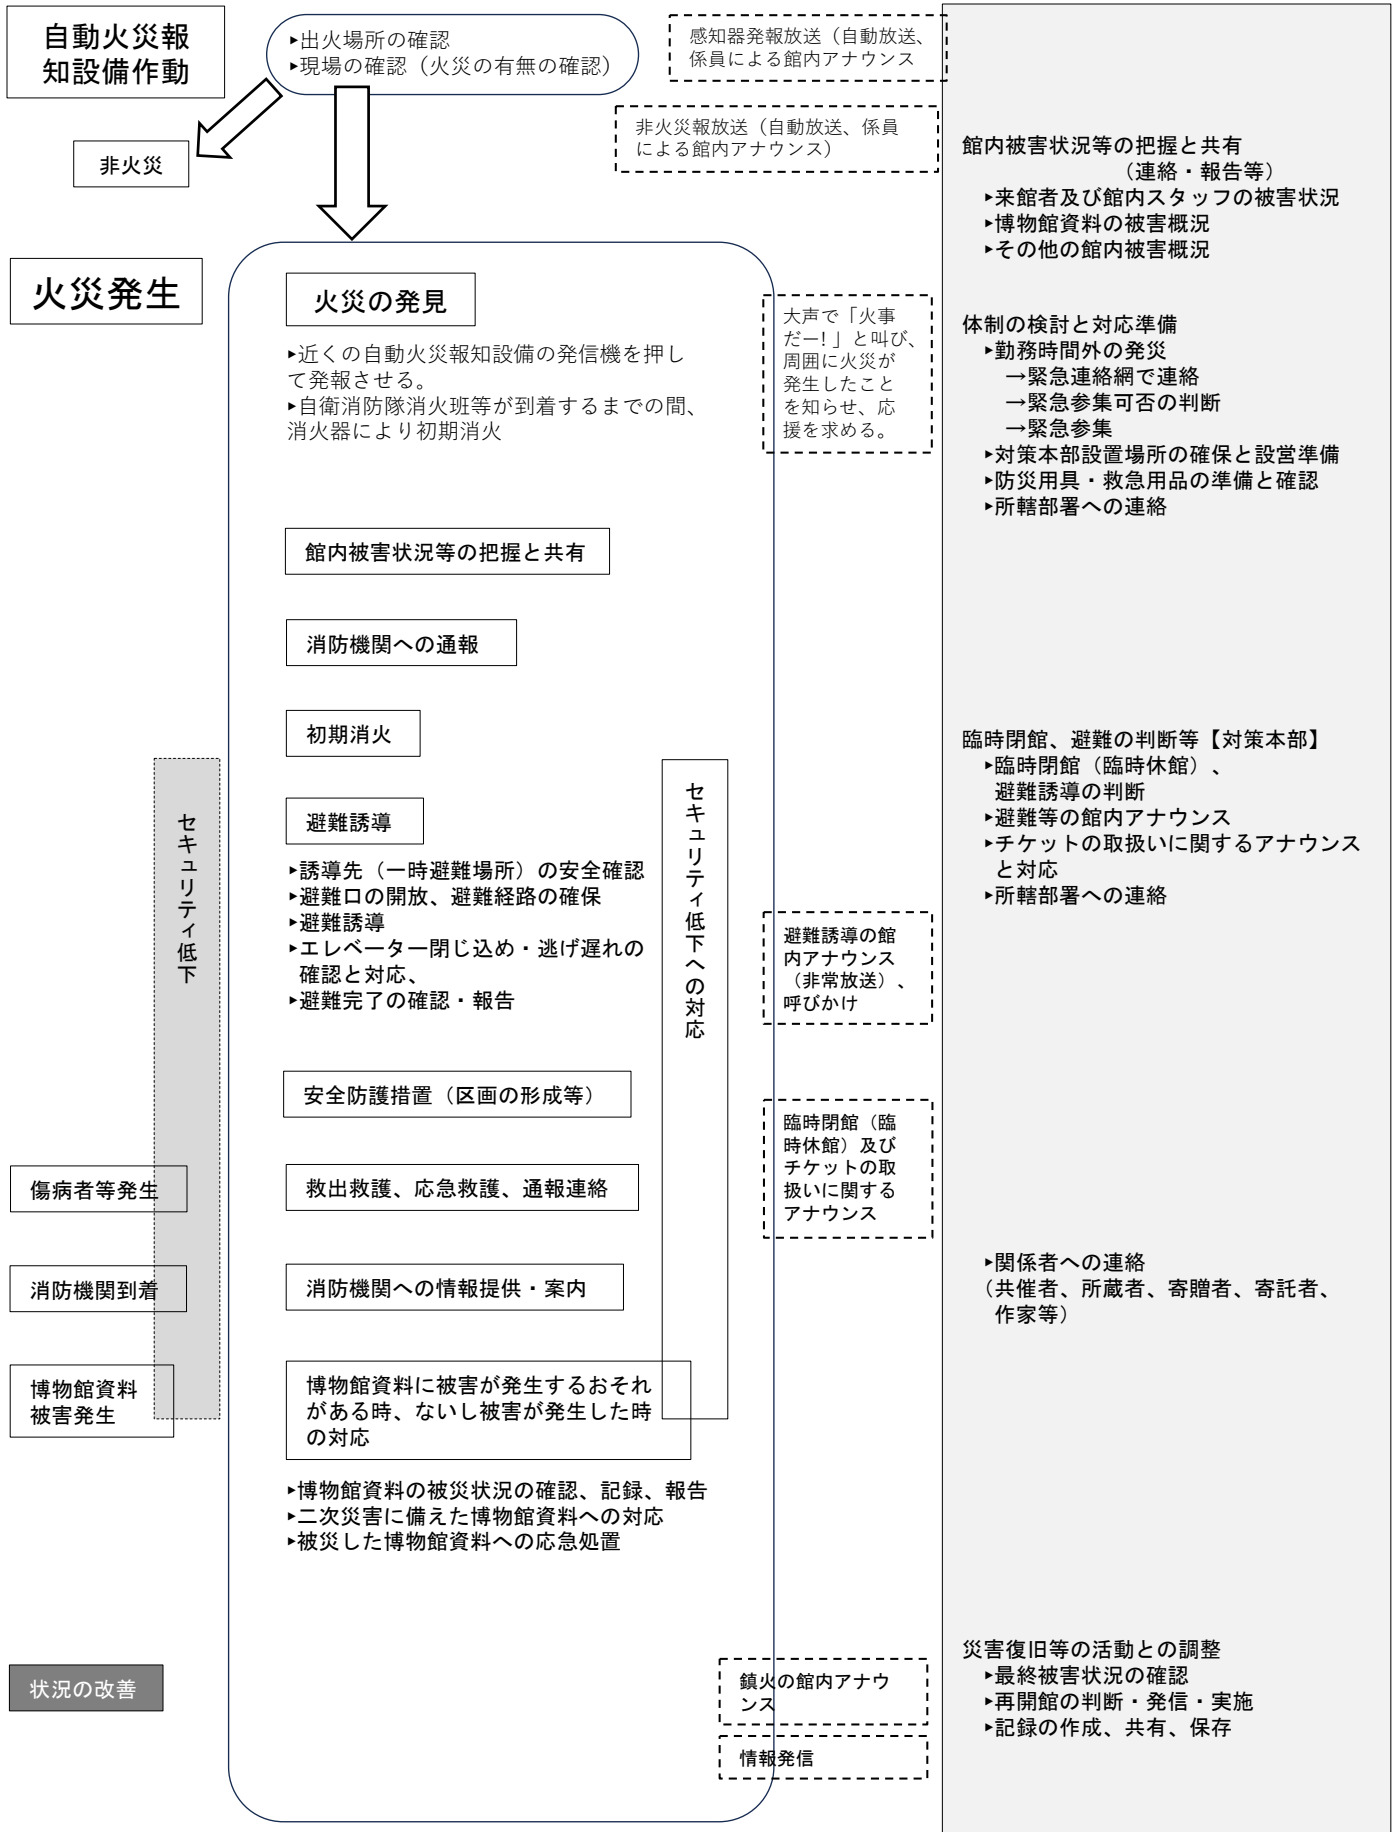 自動火災報
知設備作動
▸出火場所の確認
▸現場の確認（火災の有無の確認）
感知器発報放送（自動放送、
係員による館内アナウンス
非火災報放送（自動放送、係員
による館内アナウンス）
非火災
火災発生
火災の発見
▸近くの自動火災報知設備の発信機を押し
て発報させる。
▸自衛消防隊消火班等が到着するまでの間、
消火器により初期消火
大声で「火事
だー!」と叫び、
周囲に火災が
発生したこと
を知らせ、応
援を求める。
館内被害状況等の把握と共有
消防機関への通報
初期消火
避難誘導
▸誘導先（一時避難場所）の安全確認
▸避難口の開放、避難経路の確保
▸避難誘導
▸エレベーター閉じ込め・逃げ遅れの
確認と対応、
▸避難完了の確認・報告
セキュリティ低下
セキュリティ低下への対応
避難誘導の館
内アナウンス
（非常放送）、
呼びかけ
安全防護措置（区画の形成等）
臨時閉館（臨
時休館）及び
チケットの取
扱いに関する
アナウンス
傷病者等発生
救出救護、応急救護、通報連絡
消防機関到着
消防機関への情報提供・案内
博物館資料
被害発生
博物館資料に被害が発生するおそれ
がある時、ないし被害が発生した時
の対応
▸博物館資料の被災状況の確認、記録、報告
▸二次災害に備えた博物館資料への対応
▸被災した博物館資料への応急処置
状況の改善
鎮火の館内アナウ
ンス
情報発信
館内被害状況等の把握と共有
（連絡・報告等）
▸来館者及び館内スタッフの被害状況
▸博物館資料の被害概況
▸その他の館内被害概況
体制の検討と対応準備
▸勤務時間外の発災
→緊急連絡網で連絡
→緊急参集可否の判断
→緊急参集
▸対策本部設置場所の確保と設営準備
▸防災用具・救急用品の準備と確認
▸所轄部署への連絡
臨時閉館、避難の判断等【対策本部】
▸臨時閉館（臨時休館）、
避難誘導の判断
▸避難等の館内アナウンス
▸チケットの取扱いに関するアナウンス
と対応
▸所轄部署への連絡
▸関係者への連絡
（共催者、所蔵者、寄贈者、寄託者、
作家等）
災害復旧等の活動との調整
▸最終被害状況の確認
▸再開館の判断・発信・実施
▸記録の作成、共有、保存